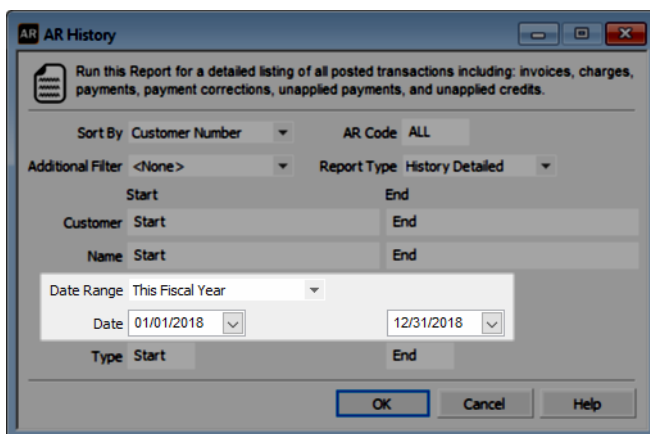 AR AR History
Run this Report for a detailed listing of all posted transactions including: invoices, charges,
payments, payment corrections, unapplied payments, and unapplied credits.
Sort By Customer Number AR Code ALL
Additional Filter <None> Report Type History Detailed
Start End
Customer Start End
Name Start End
Date Range This Fiscal Year
Date 01/01/2018 12/31/2018
Type Start End
OK Cancel Help